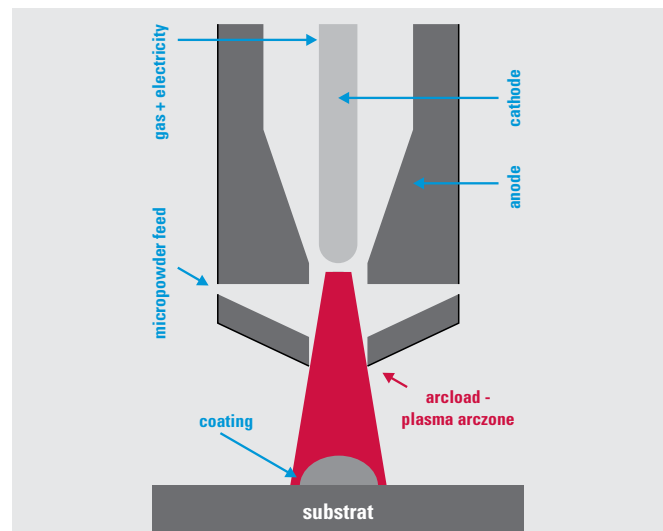 gas + electricity
cathode
anode
micropowder feed
arcload -
plasma arczone
coating
substrat